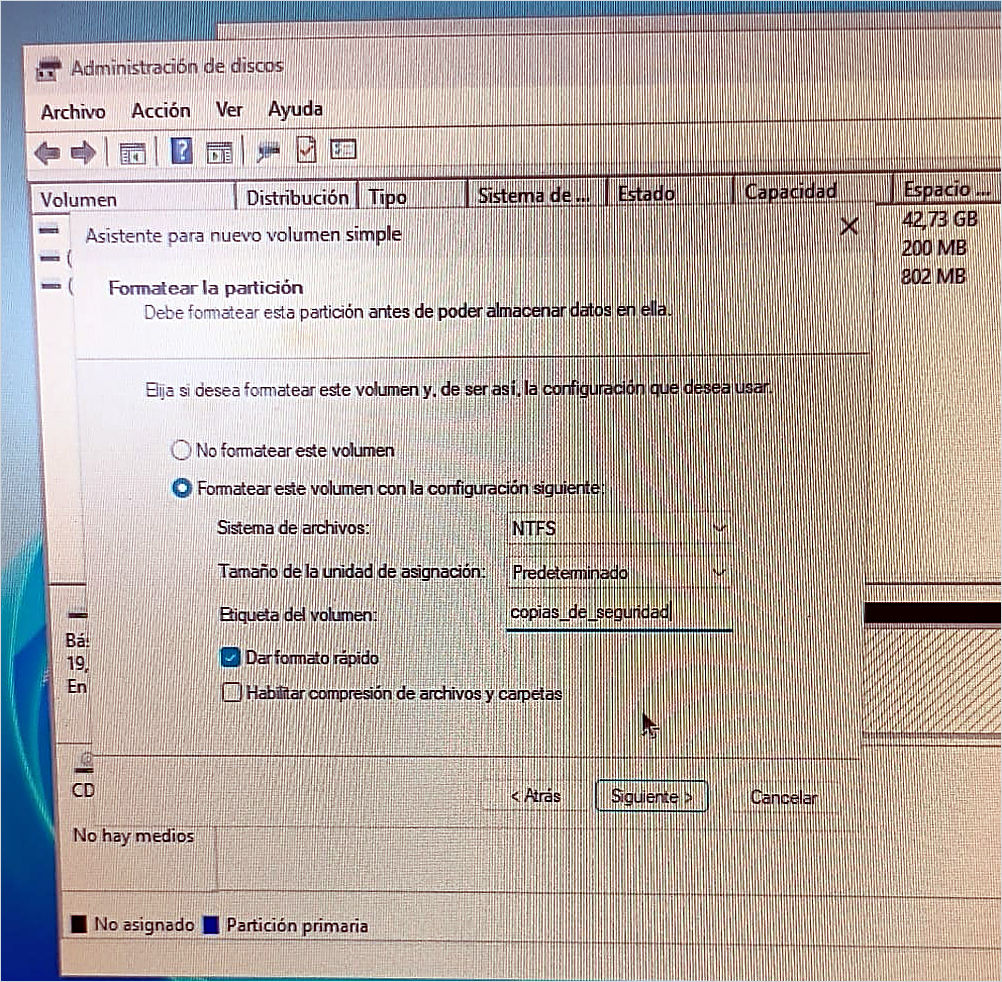 Administración de discos
Archivo Acción Ver Ayuda
Volumen Distribución Tipo Sistema de ... Estado Capacidad Espacio ...
42,73 GB
200 MB
802 MB
Asistente para nuevo volumen simple
Formatear la partición
Debe formatear esta partición antes de poder almacenar datos en ella.
Elija si desea formatear este volumen y, de ser así, la configuración que desea usar.
No formatear este volumen
Formatear este volumen con la configuración siguiente:
Sistema de archivos: NTFS
Tamaño de la unidad de asignación: Predeterminado
Etiqueta del volumen: copias_de_seguridad
Dar formato rápido
Habilitar compresión de archivos y carpetas
< Atrás Siguiente > Cancelar
Bá
19,
En
CD
No hay medios
No asignado Partición primaria